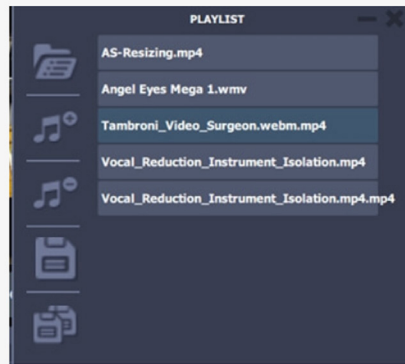 PLAYLIST
AS-Resizing.mp4
Angel Eyes Mega 1.wmv
Tambroni_Video_Surgeon.webm.mp4
Vocal_Reduction_Instrument_Isolation.mp4
Vocal_Reduction_Instrument_Isolation.mp4.mp4